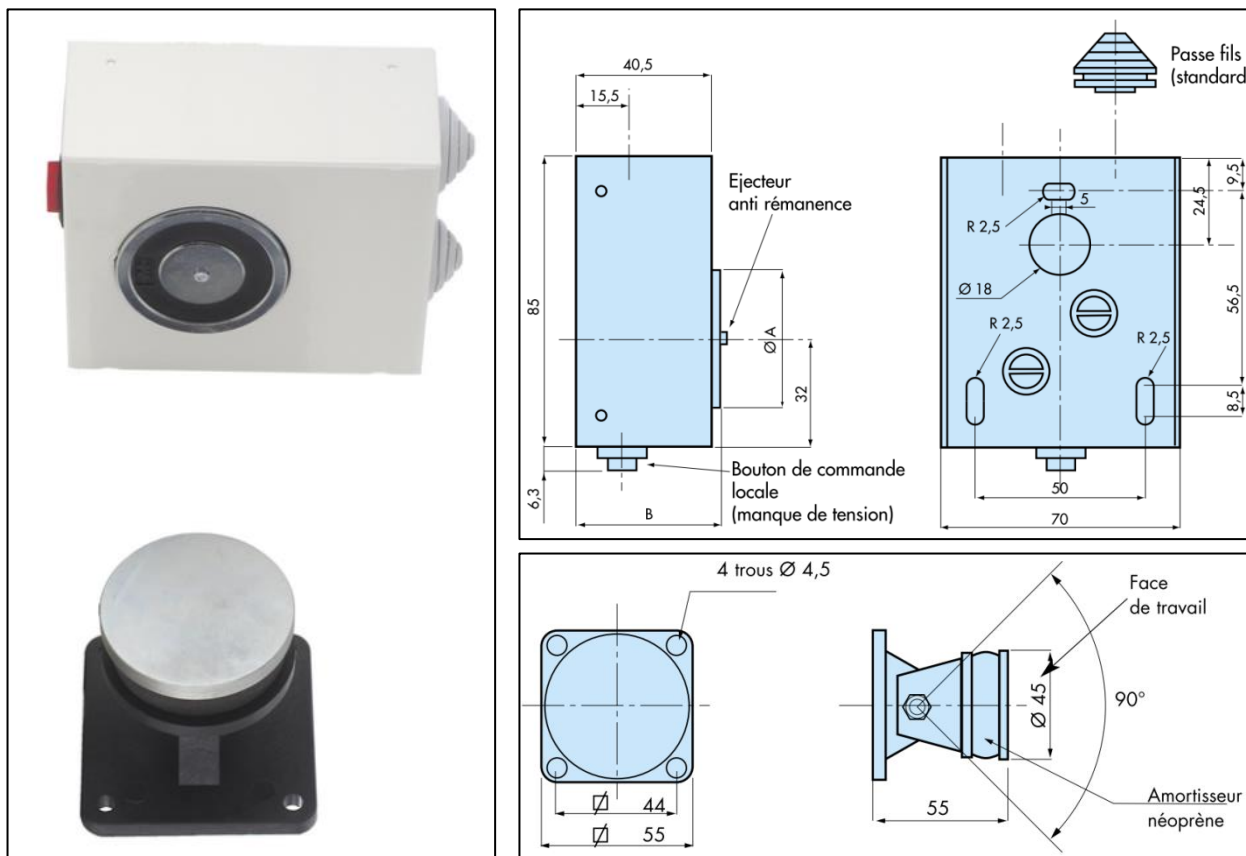 40,5
15,5
Ejecteur
anti rémanence
85
Ø A
32
6,3
B
Bouton de commande
locale
(manque de tension)
Passe fils
(standard
9,5
24,5
5
R 2,5
Ø 18
56,5
R 2,5
R 2,5
8,5
50
70
4 trous Ø 4,5
44
55
Face
de travail
Ø 45
90°
55
Amortisseur
néoprène